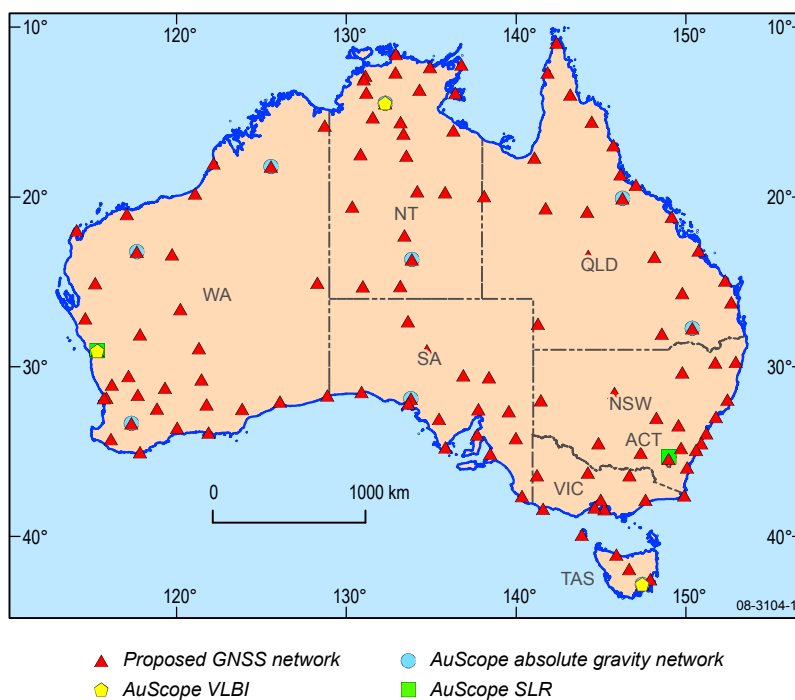 120° 130° 140° 150°
10° 10°
NT
20° 20°
QLD
WA
SA
30° 30°
NSW
ACT
VIC
0 1000 km
40° 40°
TAS
08-3104-1
120° 130° 140° 150°
Proposed GNSS network AuScope absolute gravity network
AuScope VLBI AuScope SLR